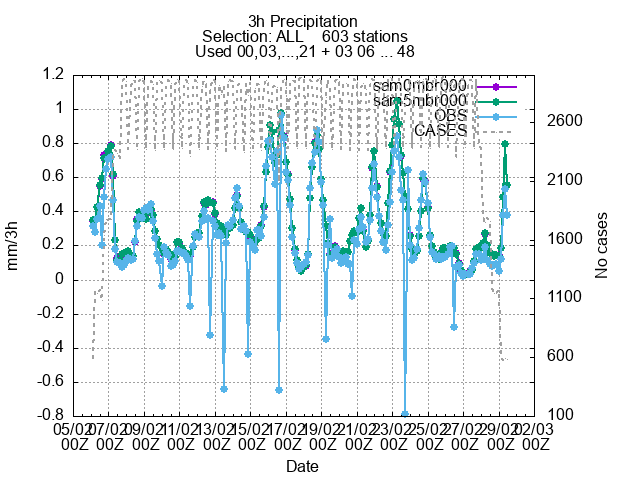 3h Precipitation
Selection: ALL 603 stations
Used 00,03,...,21 + 03 06 ... 48
sam0mbr000
sam5mbr000
OBS
CASES
1.2
1
0.8
0.6
0.4
0.2
0
-0.2
-0.4
-0.6
-0.8
mm/3h
2600
2100
1600
1100
600
100
No cases
05/02 07/02 09/02 11/02 13/02 15/02 17/02 19/02 21/02 23/02 25/02 27/02 29/02 02/03
00Z 00Z 00Z 00Z 00Z 00Z 00Z 00Z 00Z 00Z 00Z 00Z 00Z 00Z
Date